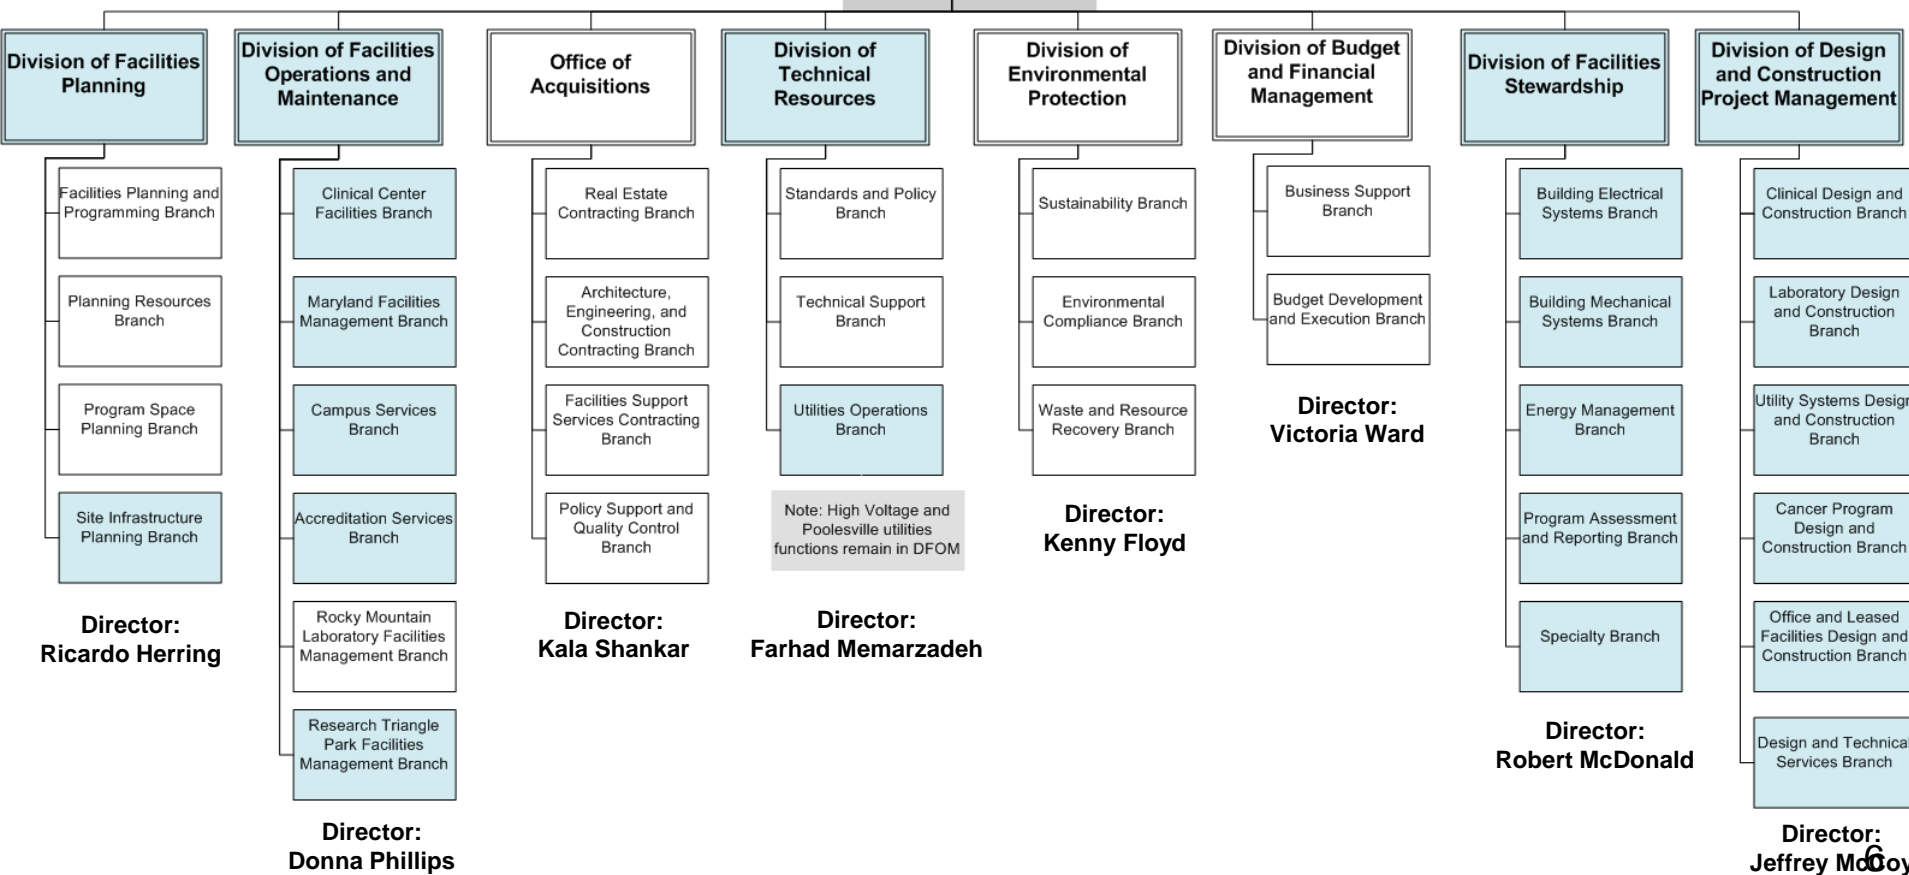 Division of Facilities
Planning
Facilities Planning and
Programming Branch
Planning Resources
Branch
Program Space
Planning Branch
Site Infrastructure
Planning Branch
Director:
Ricardo Herring
Division of Facilities
Operations and
Maintenance
Clinical Center
Facilities Branch
Maryland Facilities
Management Branch
Campus Services
Branch
Accreditation Services
Branch
Rocky Mountain
Laboratory Facilities
Management Branch
Research Triangle
Park Facilities
Management Branch
Director:
Donna Phillips
Office of
Acquisitions
Real Estate
Contracting Branch
Architecture,
Engineering, and
Construction
Contracting Branch
Facilities Support
Services Contracting
Branch
Policy Support and
Quality Control
Branch
Director:
Kala Shankar
Division of
Technical
Resources
Standards and Policy
Branch
Technical Support
Branch
Utilities Operations
Branch
Note: High Voltage and
Poolesville utilities
functions remain in DFOM
Director:
Farhad Memarzadeh
Division of
Environmental
Protection
Sustainability Branch
Environmental
Compliance Branch
Waste and Resource
Recovery Branch
Director:
Kenny Floyd
Division of Budget
and Financial
Management
Business Support
Branch
Budget Development
and Execution Branch
Director:
Victoria Ward
Division of Facilities
Stewardship
Building Electrical
Systems Branch
Building Mechanical
Systems Branch
Energy Management
Branch
Program Assessment
and Reporting Branch
Specialty Branch
Director:
Robert McDonald
Division of Design
and Construction
Project Management
Clinical Design and
Construction Branch
Laboratory Design
and Construction
Branch
Utility Systems Design
and Construction
Branch
Cancer Program
Design and
Construction Branch
Office and Leased
Facilities Design and
Construction Branch
Design and Technical
Services Branch
Director:
Jeffrey McCoy
6